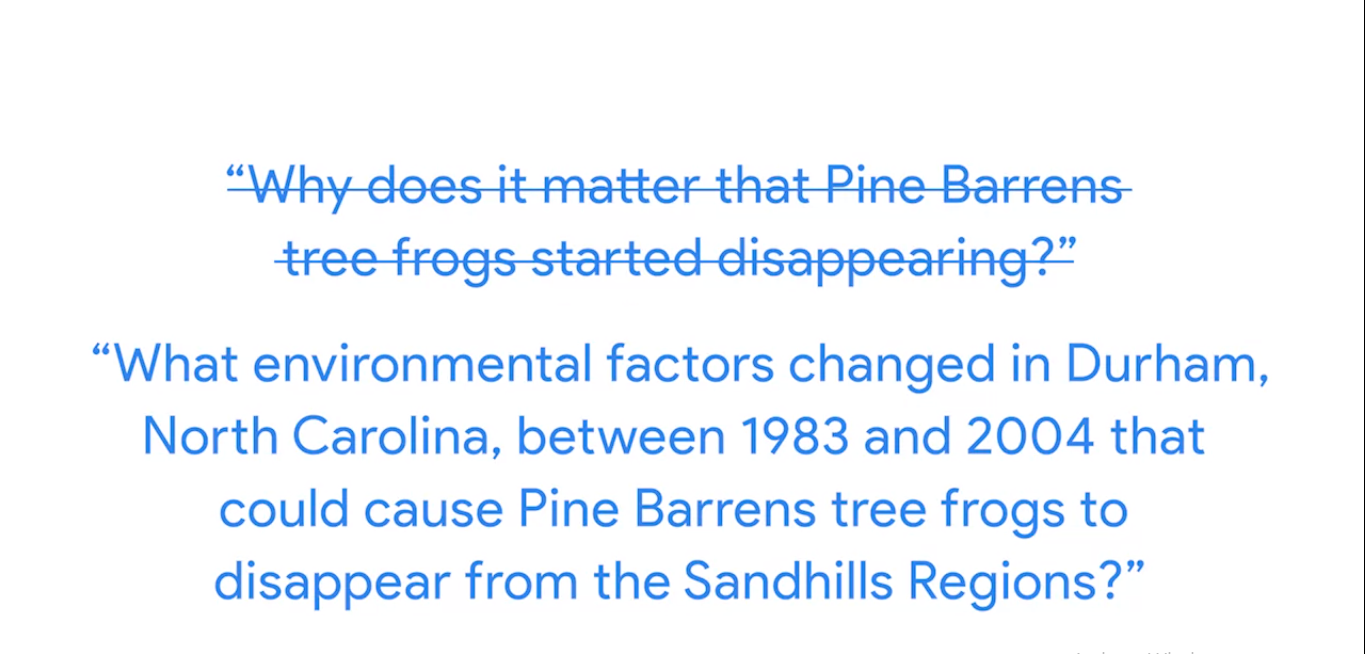 “Why does it matter that Pine Barrens
tree frogs started disappearing?”
“What environmental factors changed in Durham,
North Carolina, between 1983 and 2004 that
could cause Pine Barrens tree frogs to
disappear from the Sandhills Regions?”